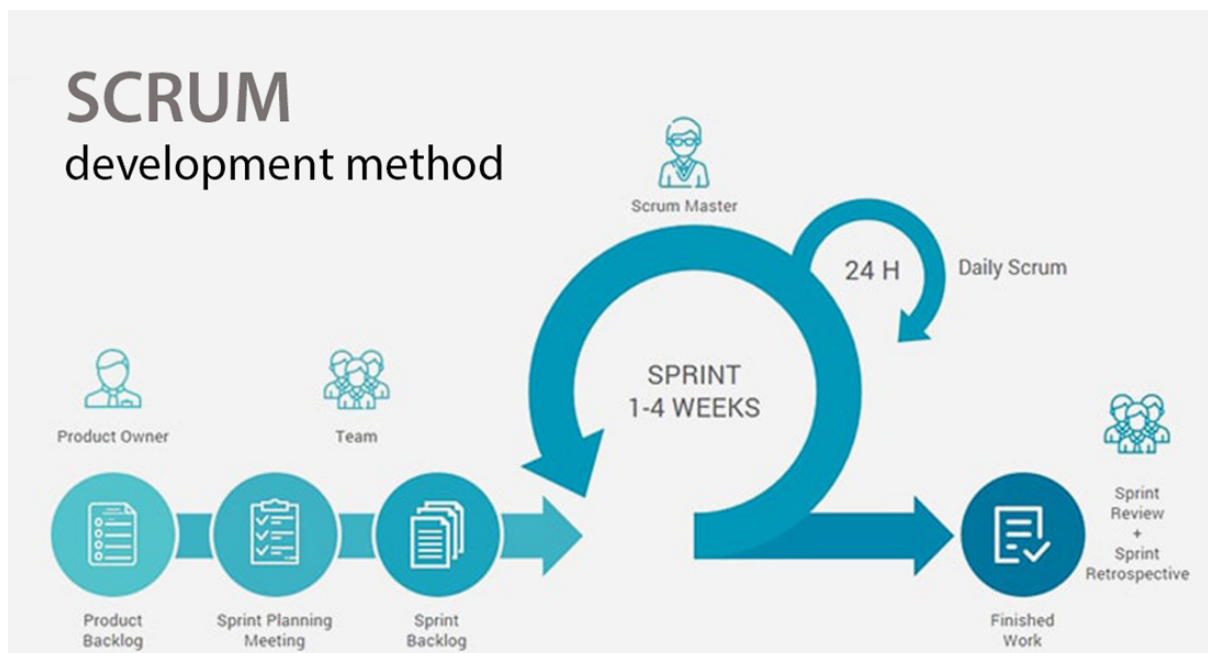 SCRUM
development method
Scrum Master
24 H
Daily Scrum
SPRINT
1-4 WEEKS
Product Owner
Team
Product
Backlog
Sprint Planning
Meeting
Sprint
Backlog
Finished
Work
Sprint
Review
+
Sprint
Retrospective